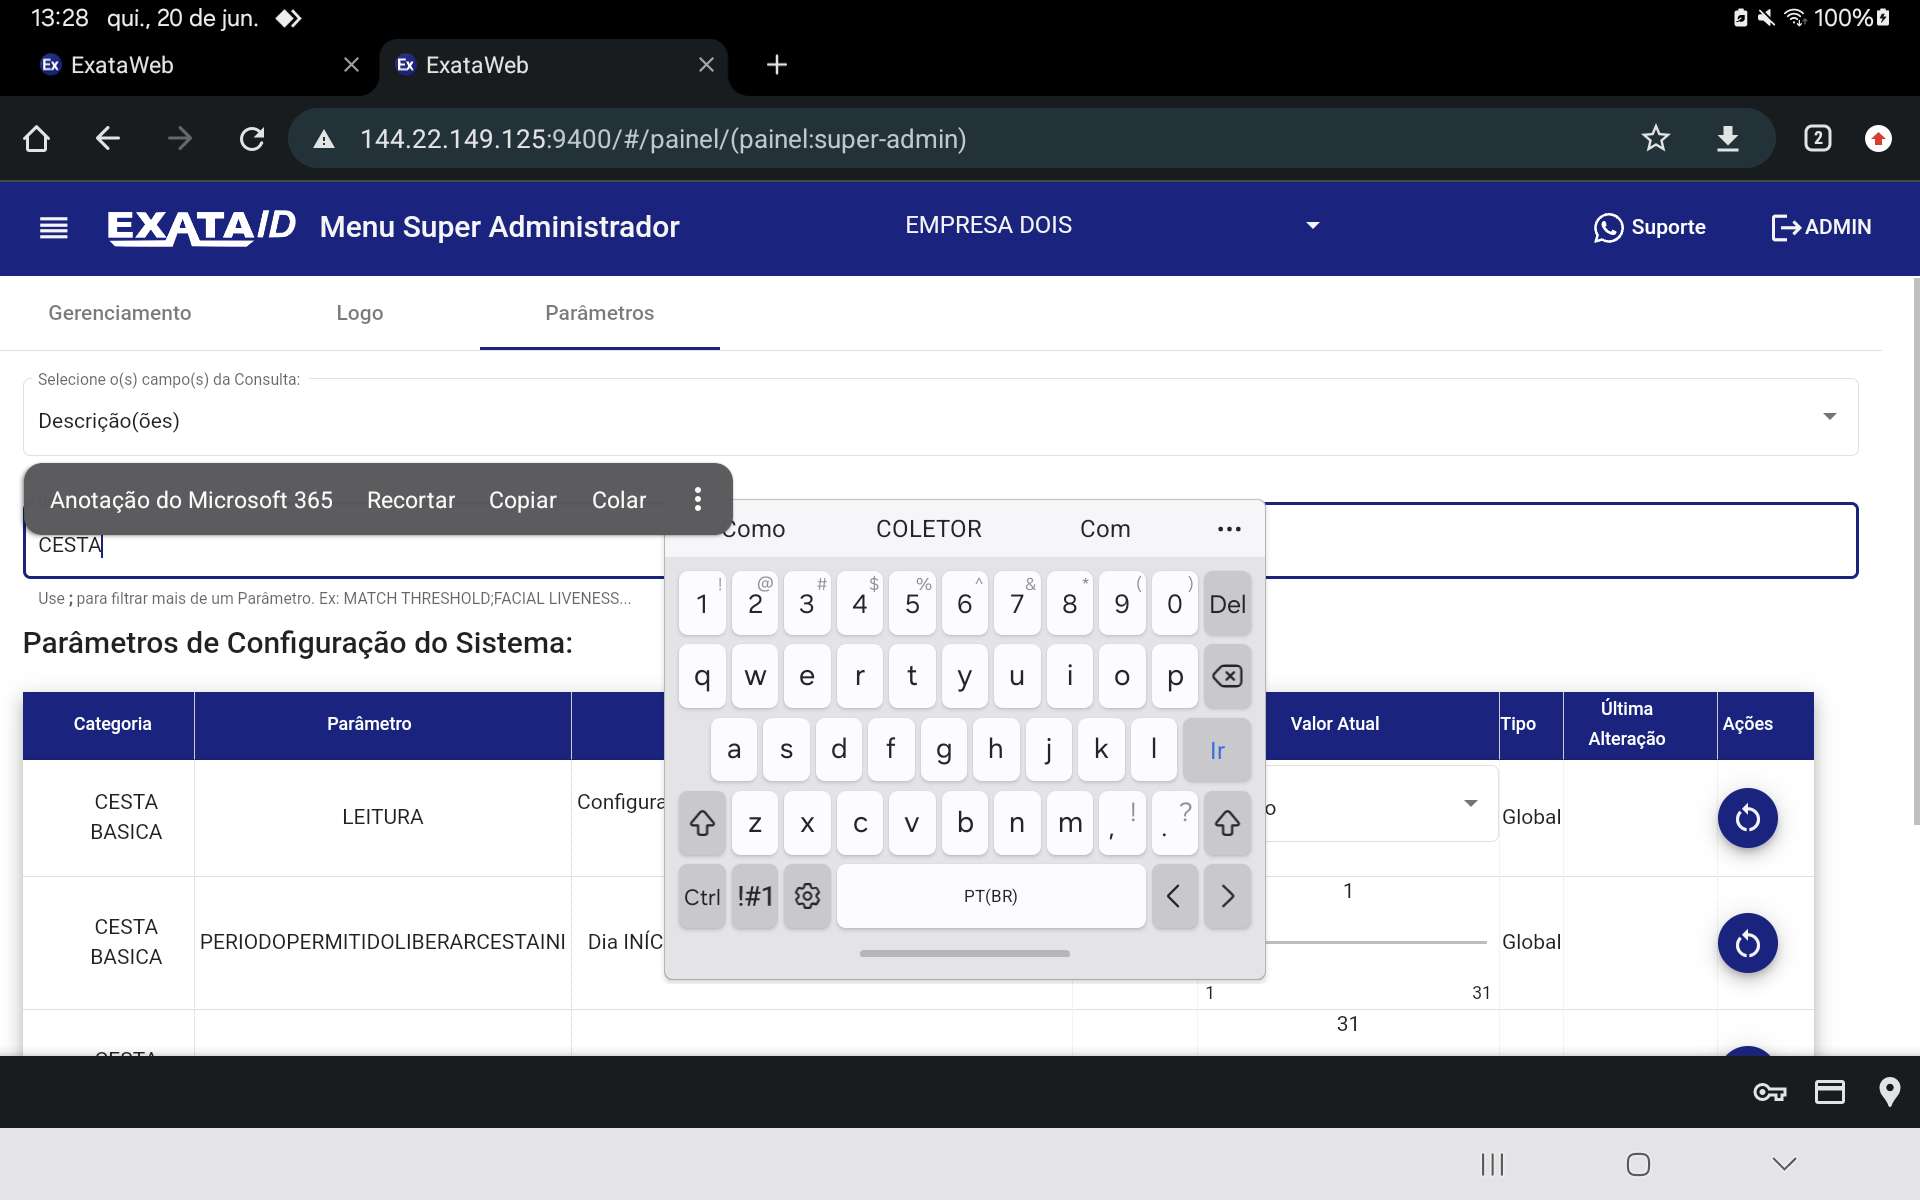 13:28 qui., 20 de jun. 100%
Ex ExataWeb
Ex ExataWeb
144.22.149.125:9400/#/painel/(painel:super-admin) 2
EXATAID Menu Super Administrador EMPRESA DOIS Suporte ADMIN
Gerenciamento Logo Parâmetros
Selecione o(s) campo(s) da Consulta:
Descrição(ões)
Anotação do Microsoft 365 Recortar Copiar Colar
CESTA
Use ; para filtrar mais de um Parâmetro. Ex: MATCH THRESHOLD;FACIAL LIVENESS...
Parâmetros de Configuração do Sistema:
Categoria Parâmetro Valor Atual Tipo Última Alteração Ações
CESTA BASICA LEITURA Configura o Global
CESTA BASICA PERIODOPERMITIDOLIBERARCESTAINI Dia INÍC 1 Global
1 31
31
CESTA
Como COLETOR Com ...
! @ # $ % ^ & * ( )
1 2 3 4 5 6 7 8 9 0 Del
q w e r t y u i o p
a s d f g h j k l Ir
z x c v b n m , ! . ?
Ctrl !#1 PT(BR) < >